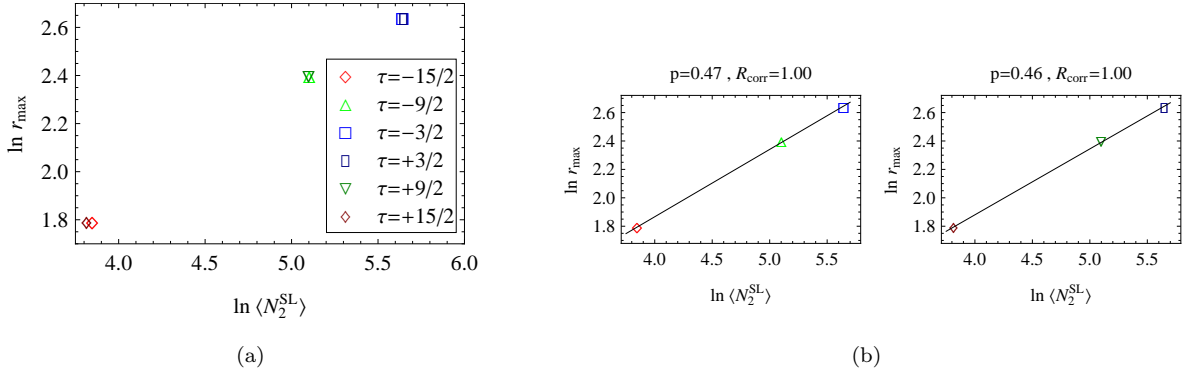 2.6
2.4
2.2
2.0
1.8
ln r_max
4.0 4.5 5.0 5.5 6.0
ln ⟨N_2^SL⟩
τ=−15/2
τ=−9/2
τ=−3/2
τ=+3/2
τ=+9/2
τ=+15/2
(a)
p=0.47 , R_corr=1.00
2.6
2.4
2.2
2.0
1.8
ln r_max
4.0 4.5 5.0 5.5
ln ⟨N_2^SL⟩
p=0.46 , R_corr=1.00
2.6
2.4
2.2
2.0
1.8
ln r_max
4.0 4.5 5.0 5.5
ln ⟨N_2^SL⟩
(b)